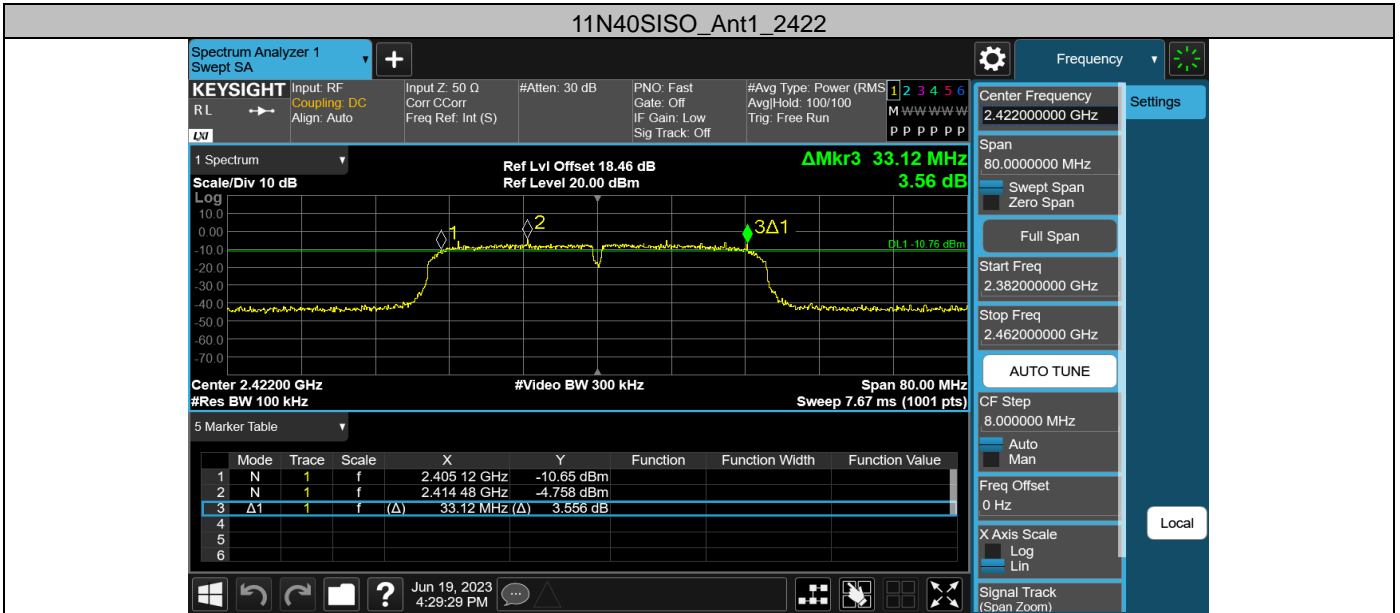 11N40SISO_Ant1_2422
Spectrum Analyzer 1
Swept SA
+
Frequency
KEYSIGHT
RL
LXI
Input: RF
Coupling: DC
Align: Auto
Input Z: 50 Ω
Corr CCorr
Freq Ref: Int (S)
#Atten: 30 dB
PNO: Fast
Gate: Off
IF Gain: Low
Sig Track: Off
#Avg Type: Power (RMS
Avg|Hold: 100/100
Trig: Free Run
1 2 3 4 5 6
M W W W W W
P P P P P P
1 Spectrum
Scale/Div 10 dB
Ref Lvl Offset 18.46 dB
Ref Level 20.00 dBm
ΔMkr3 33.12 MHz
3.56 dB
Log
10.0
0.00
-10.0
-20.0
-30.0
-40.0
-50.0
-60.0
-70.0
1
2
3Δ1
DL1 -10.76 dBm
Center 2.42200 GHz
#Video BW 300 kHz
Span 80.00 MHz
#Res BW 100 kHz
Sweep 7.67 ms (1001 pts)
5 Marker Table
Mode Trace Scale X Y Function Function Width Function Value
1 N 1 f 2.405 12 GHz -10.65 dBm
2 N 1 f 2.414 48 GHz -4.758 dBm
3 Δ1 1 f (Δ) 33.12 MHz (Δ) 3.556 dB
4
5
6
?
Jun 19, 2023
4:29:29 PM
Center Frequency
2.422000000 GHz
Settings
Span
80.0000000 MHz
Swept Span
Zero Span
Full Span
Start Freq
2.382000000 GHz
Stop Freq
2.462000000 GHz
AUTO TUNE
CF Step
8.000000 MHz
Auto
Man
Freq Offset
0 Hz
Local
X Axis Scale
Log
Lin
Signal Track
(Span Zoom)